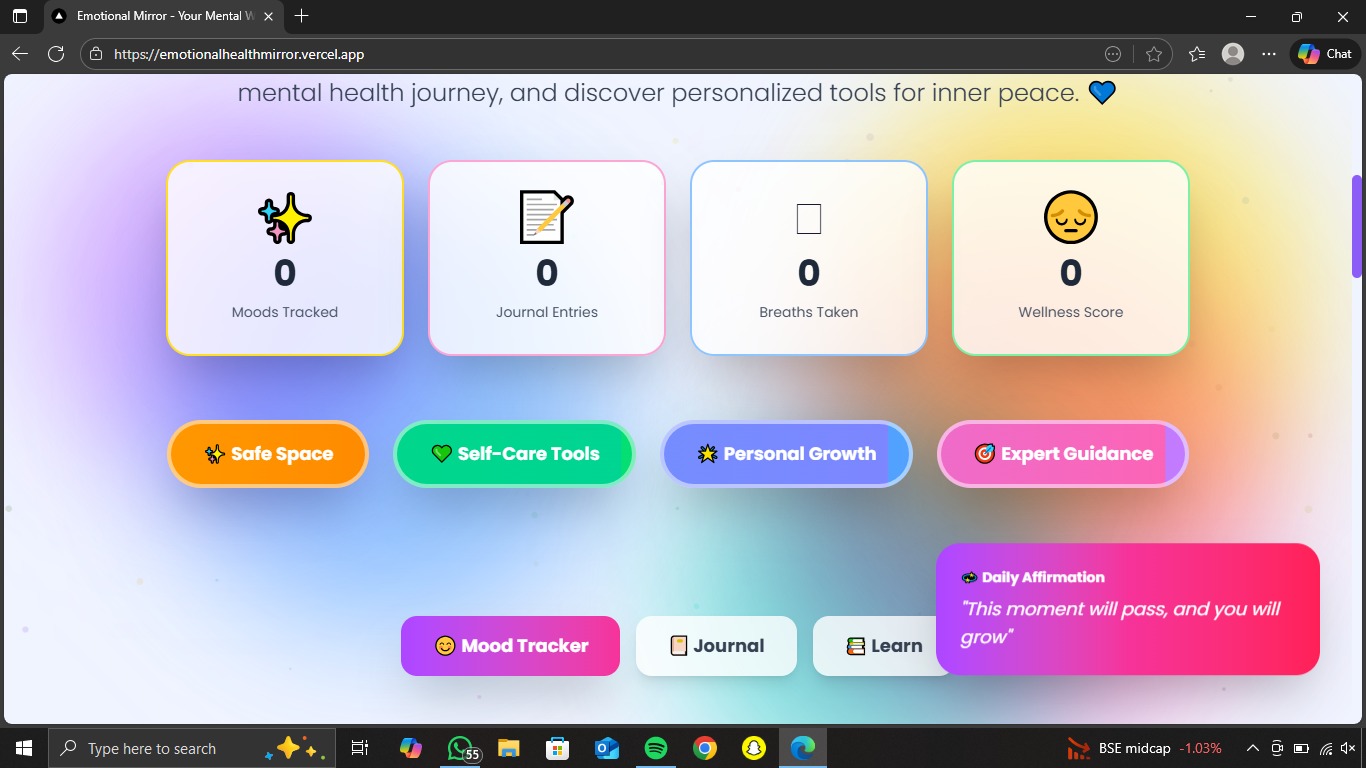 Emotional Mirror - Your Mental W
https://emotionalhealthmirror.vercel.app
Chat
mental health journey, and discover personalized tools for inner peace. 💙
0
Moods Tracked
0
Journal Entries
0
Breaths Taken
0
Wellness Score
Safe Space
Self-Care Tools
Personal Growth
Expert Guidance
Daily Affirmation
"This moment will pass, and you will
grow"
Mood Tracker
Journal
Learn
Type here to search
55
BSE midcap -1.03%